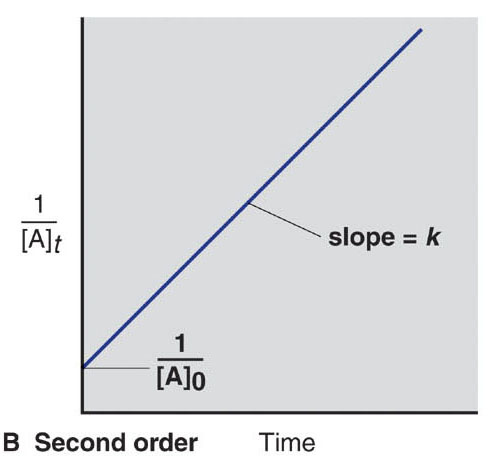 1
[A]t
slope = k
1
[A]0
B Second order Time